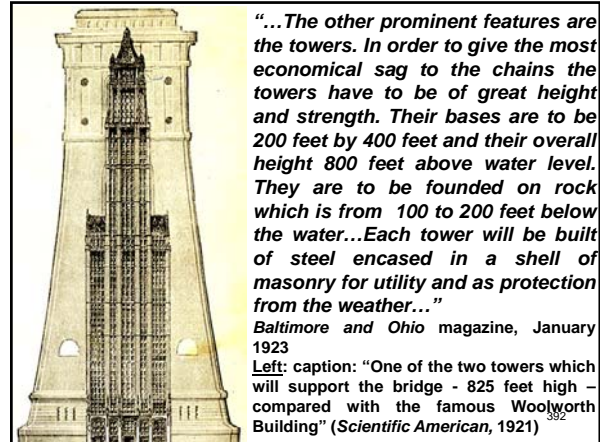 “…The other prominent features are
the towers. In order to give the most
economical sag to the chains the
towers have to be of great height
and strength. Their bases are to be
200 feet by 400 feet and their overall
height 800 feet above water level.
They are to be founded on rock
which is from 100 to 200 feet below
the water…Each tower will be built
of steel encased in a shell of
masonry for utility and as protection
from the weather…”
Baltimore and Ohio magazine, January
1923
Left: caption: “One of the two towers which
will support the bridge - 825 feet high –
compared with the famous Woolworth
Building” (Scientific American, 1921)
392